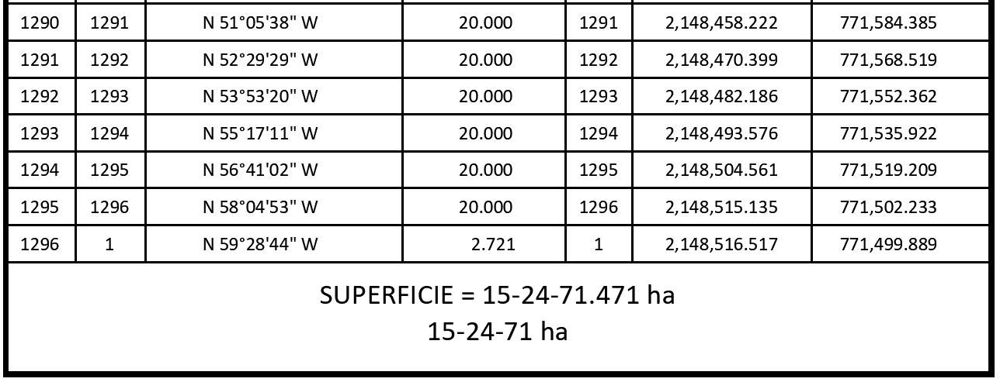 1290 1291 N 51°05'38" W 20.000 1291 2,148,458.222 771,584.385
1291 1292 N 52°29'29" W 20.000 1292 2,148,470.399 771,568.519
1292 1293 N 53°53'20" W 20.000 1293 2,148,482.186 771,552.362
1293 1294 N 55°17'11" W 20.000 1294 2,148,493.576 771,535.922
1294 1295 N 56°41'02" W 20.000 1295 2,148,504.561 771,519.209
1295 1296 N 58°04'53" W 20.000 1296 2,148,515.135 771,502.233
1296 1 N 59°28'44" W 2.721 1 2,148,516.517 771,499.889
SUPERFICIE = 15-24-71.471 ha
15-24-71 ha